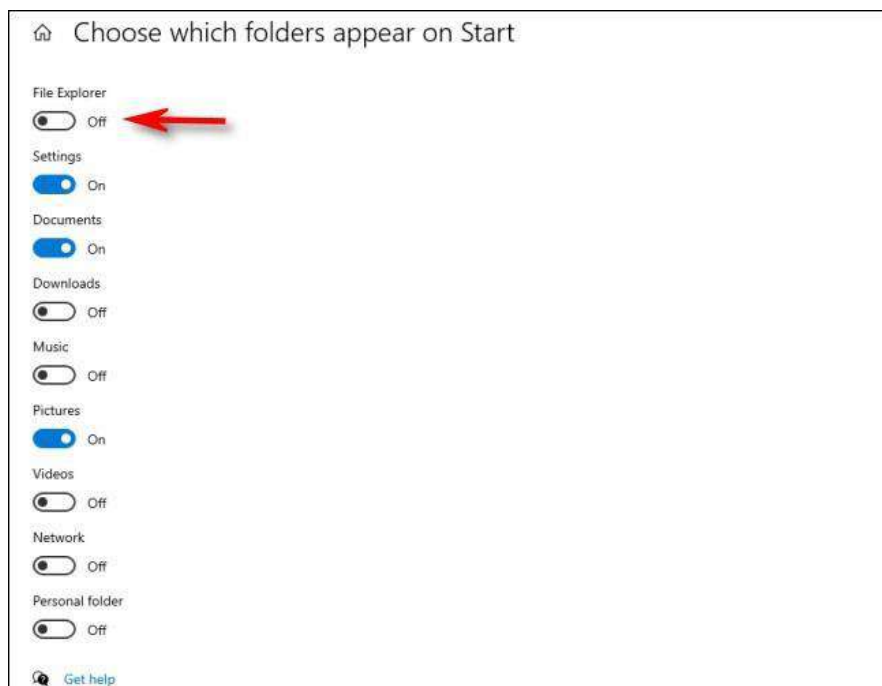 Choose which folders appear on Start
File Explorer
Off
Settings
On
Documents
On
Downloads
Off
Music
Off
Pictures
On
Videos
Off
Network
Off
Personal folder
Off
Get help